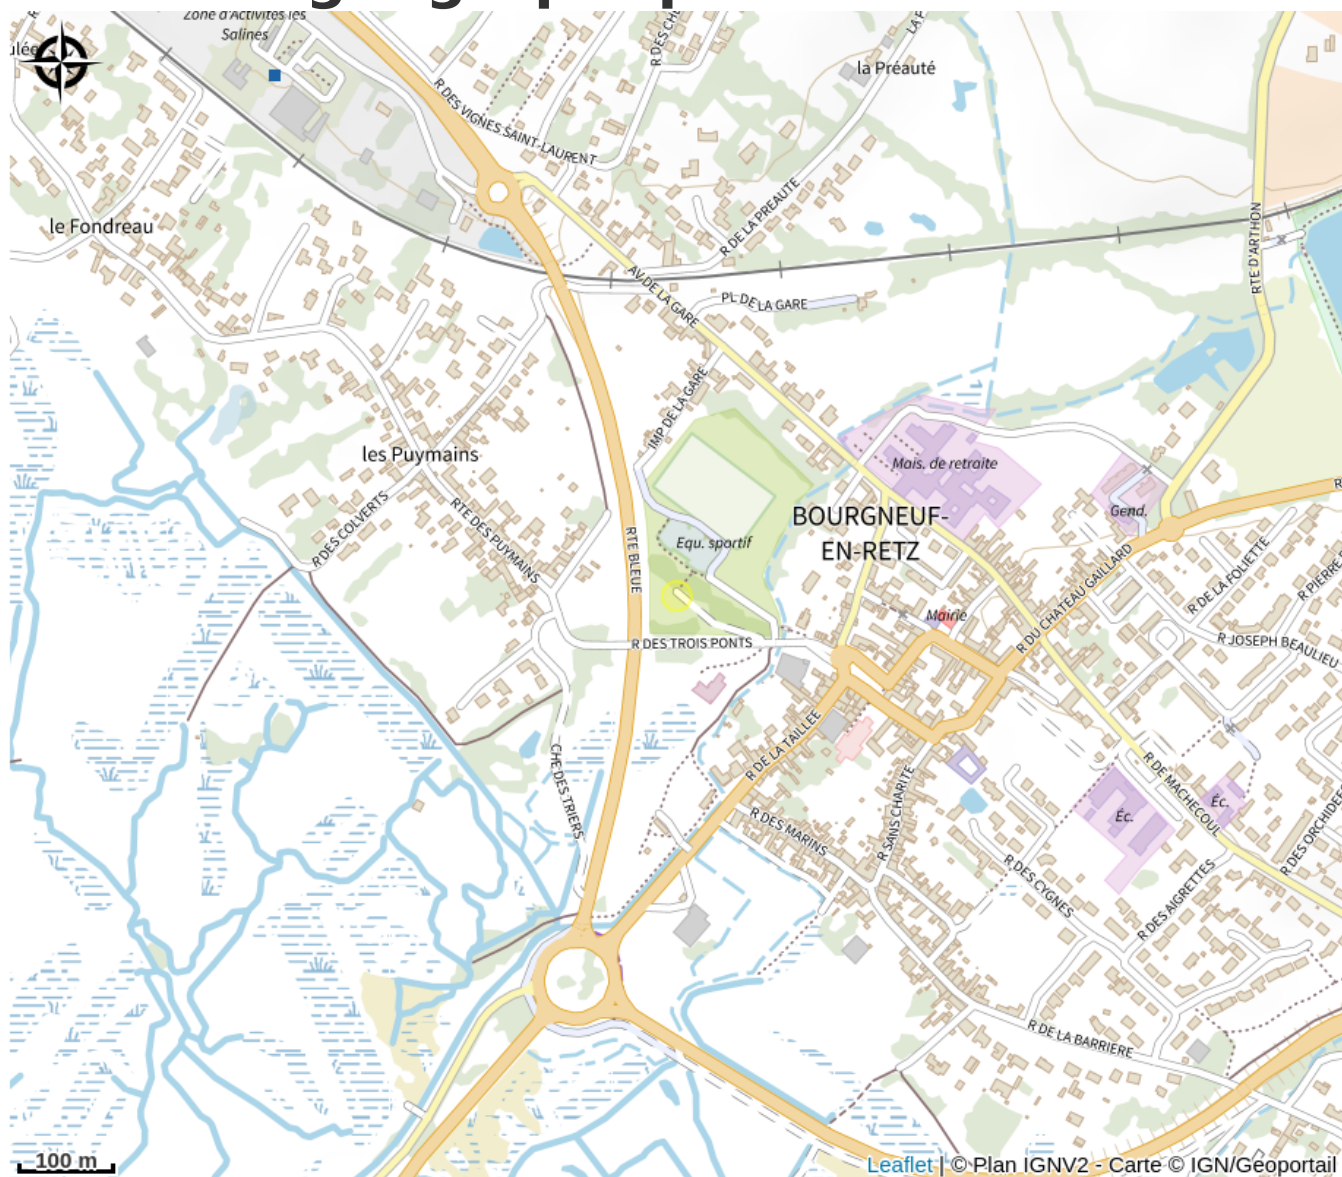 Zone d'Activités les
Salines
R DES VIGNES SAINT-LAURENT
la Préauté
le Fondreau
R DE LA PREAUTE
RTE D'ARTHON
AV DE LA GARE
PL DE LA GARE
IMP DE LA GARE
les Puymains
Mais. de retraite
R DES COLVERTS
RTE DES PUYMAINS
BOURGNEUF-
EN-RETZ
Gend.
RTE BLEUE
Equ. sportif
R DU CHATEAU GAILLARD
R DE LA FOLIETTE
Mairie
R DES TROIS PONTS
R JOSEPH BEAULIEU
R DE LA TAILLEE
CHE DES TRIERS
R DE MACHECOUL
Éc.
Éc.
R DES MARINS
R SANS CHARITE
R DES CYGNES
R DES AIGRETTES
R DE LA BARRIERE
100 m
Leaflet | © Plan IGNV2 - Carte © IGN/Geoportail